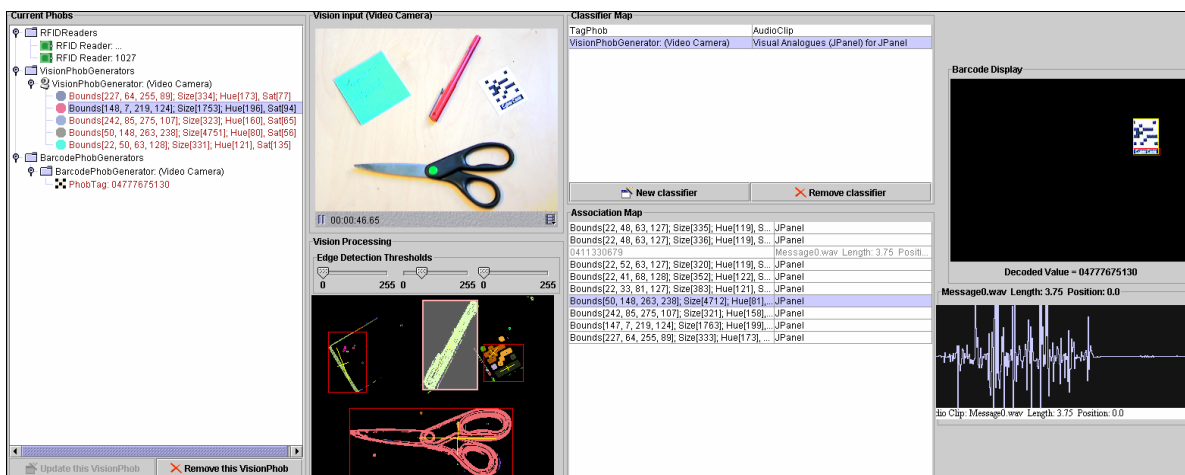 Current Phobs
RFIDReaders
RFID Reader: ...
RFID Reader: 1027
VisionPhobGenerators
VisionPhobGenerator: (Video Camera)
Bounds[227, 64, 255, 89]; Size[334]; Hue[173], Sat[77]
Bounds[148, 7, 219, 124]; Size[1753]; Hue[196], Sat[94]
Bounds[242, 85, 275, 107]; Size[323]; Hue[160], Sat[65]
Bounds[50, 148, 263, 238]; Size[4751]; Hue[80], Sat[56]
Bounds[22, 50, 63, 128]; Size[331]; Hue[121], Sat[135]
BarcodePhobGenerators
BarcodePhobGenerator: (Video Camera)
PhobTag: 04777675130
Update this VisionPhob
Remove this VisionPhob
Vision Input (Video Camera)
00:00:46.65
Vision Processing
Edge Detection Thresholds
0 255 0 255 0 255
Classifier Map
TagPhob AudioClip
VisionPhobGenerator: (Video Camera) Visual Analogues (JPanel) for JPanel
New classifier
Remove classifier
Association Map
Bounds[22, 48, 63, 127]; Size[335]; Hue[119], S... JPanel
Bounds[22, 48, 63, 127]; Size[336]; Hue[119], S... JPanel
0411330679 Message0.wav Length: 3.75 Positi...
Bounds[22, 52, 63, 127]; Size[320]; Hue[119], S... JPanel
Bounds[22, 41, 68, 128]; Size[352]; Hue[122], S... JPanel
Bounds[22, 33, 81, 127]; Size[383]; Hue[121], S... JPanel
Bounds[50, 148, 263, 238]; Size[4712]; Hue[81],... JPanel
Bounds[242, 85, 275, 107]; Size[321]; Hue[158],... JPanel
Bounds[147, 7, 219, 124]; Size[1763]; Hue[199],... JPanel
Bounds[227, 64, 255, 89]; Size[333]; Hue[173], ... JPanel
Barcode Display
Decoded Value = 04777675130
Message0.wav Length: 3.75 Position: 0.0
dio Clip: Message0.wav Length: 3.75 Position: 0.0